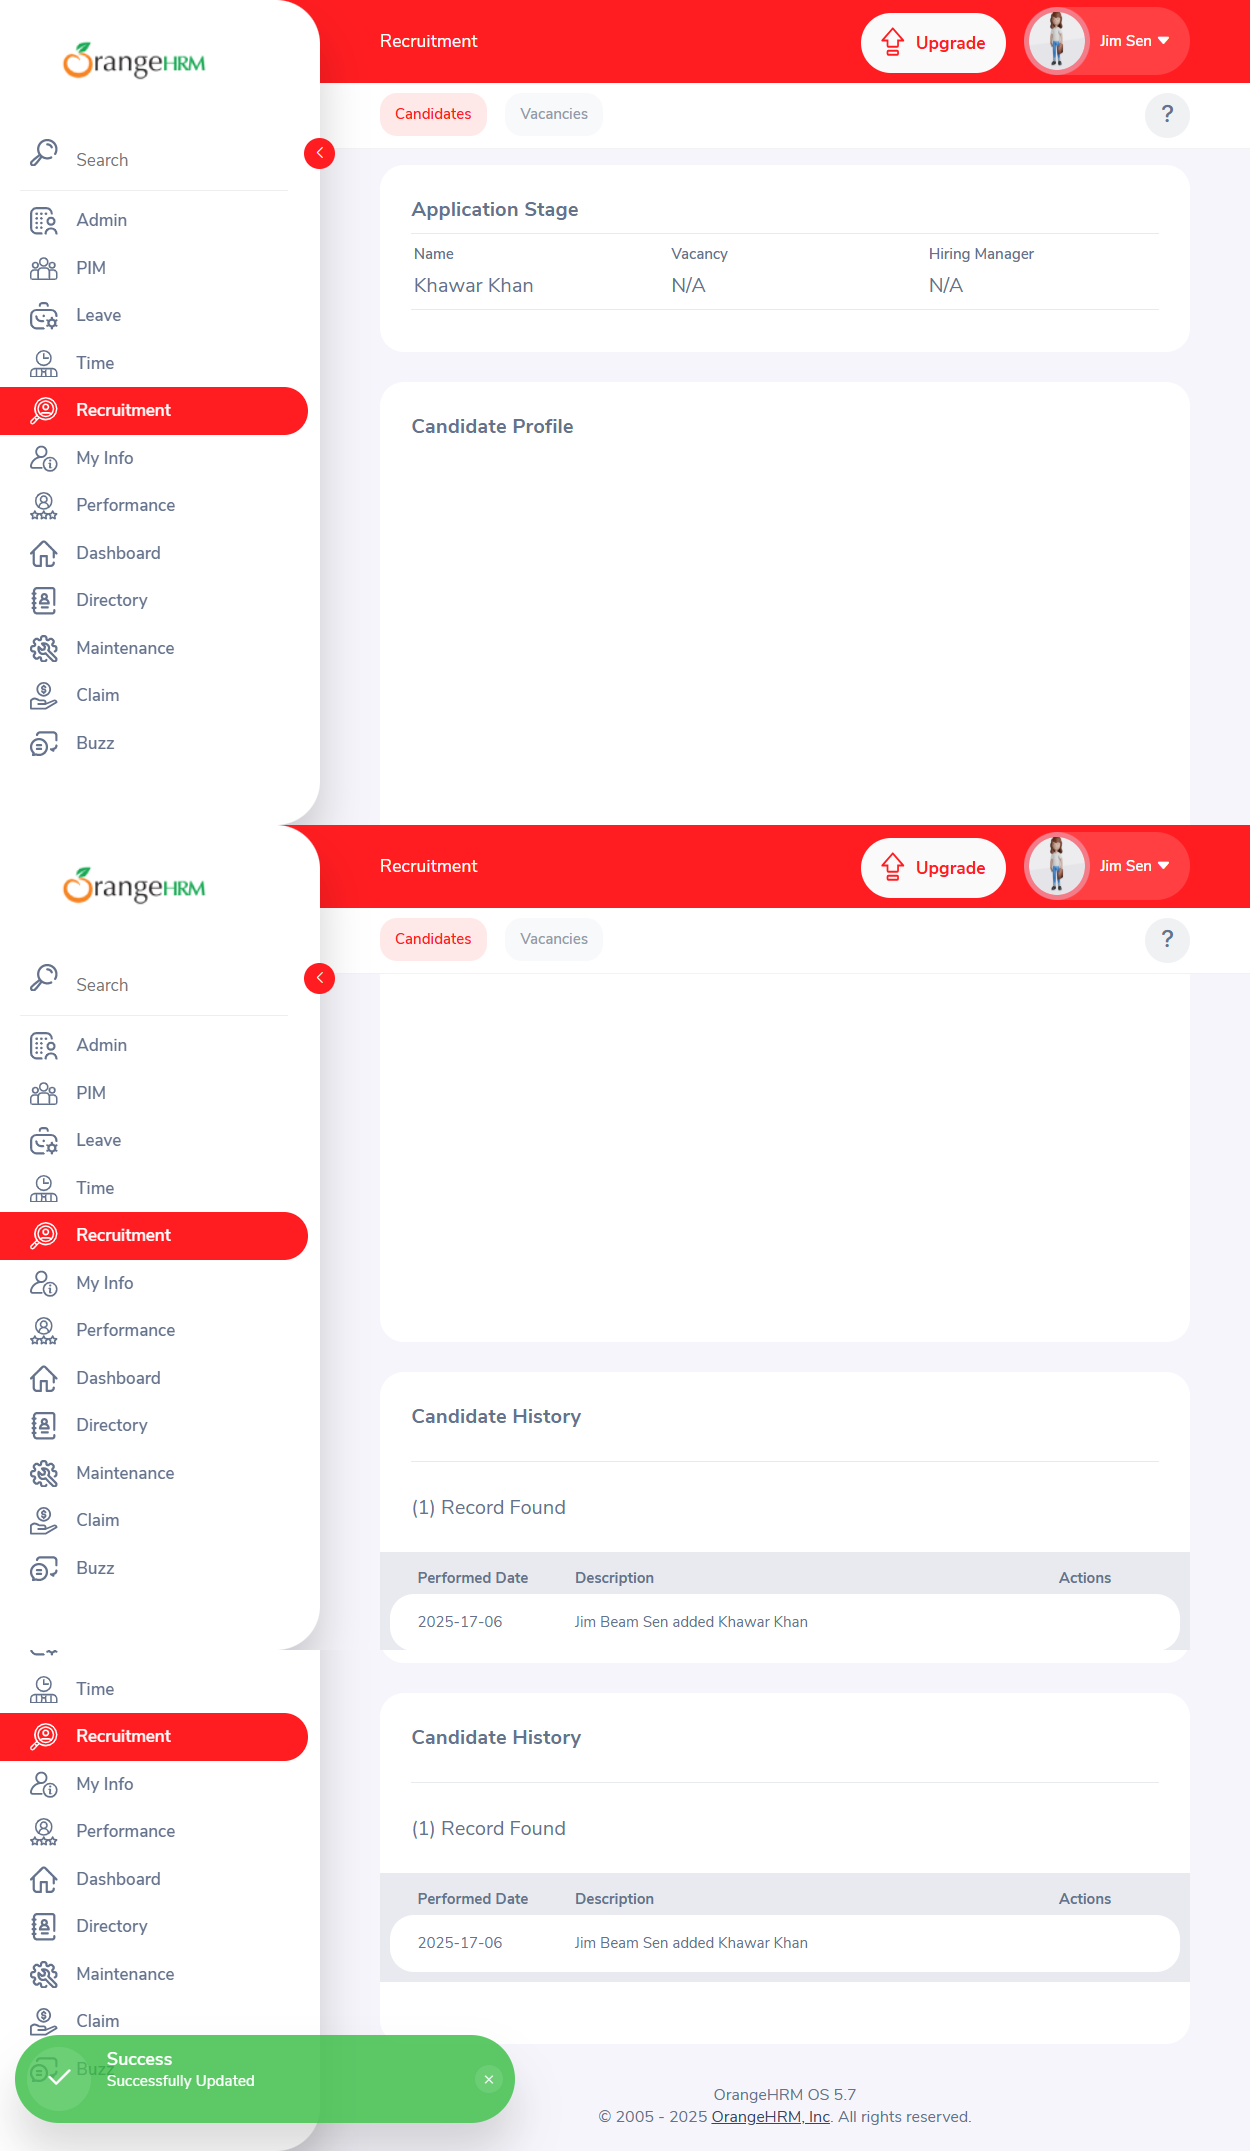 OrangeHRM
Recruitment
Upgrade
Jim Sen
Candidates
Vacancies
?
Search
Admin
PIM
Leave
Time
Recruitment
My Info
Performance
Dashboard
Directory
Maintenance
Claim
Buzz
Application Stage
Name
Vacancy
Hiring Manager
Khawar Khan
N/A
N/A
Candidate Profile
OrangeHRM
Recruitment
Upgrade
Jim Sen
Candidates
Vacancies
?
Search
Admin
PIM
Leave
Time
Recruitment
My Info
Performance
Dashboard
Directory
Maintenance
Claim
Buzz
Candidate History
(1) Record Found
Performed Date
Description
Actions
2025-17-06
Jim Beam Sen added Khawar Khan
Time
Recruitment
My Info
Performance
Dashboard
Directory
Maintenance
Claim
Buzz
Candidate History
(1) Record Found
Performed Date
Description
Actions
2025-17-06
Jim Beam Sen added Khawar Khan
Success
Successfully Updated
OrangeHRM OS 5.7
© 2005 - 2025 OrangeHRM, Inc. All rights reserved.